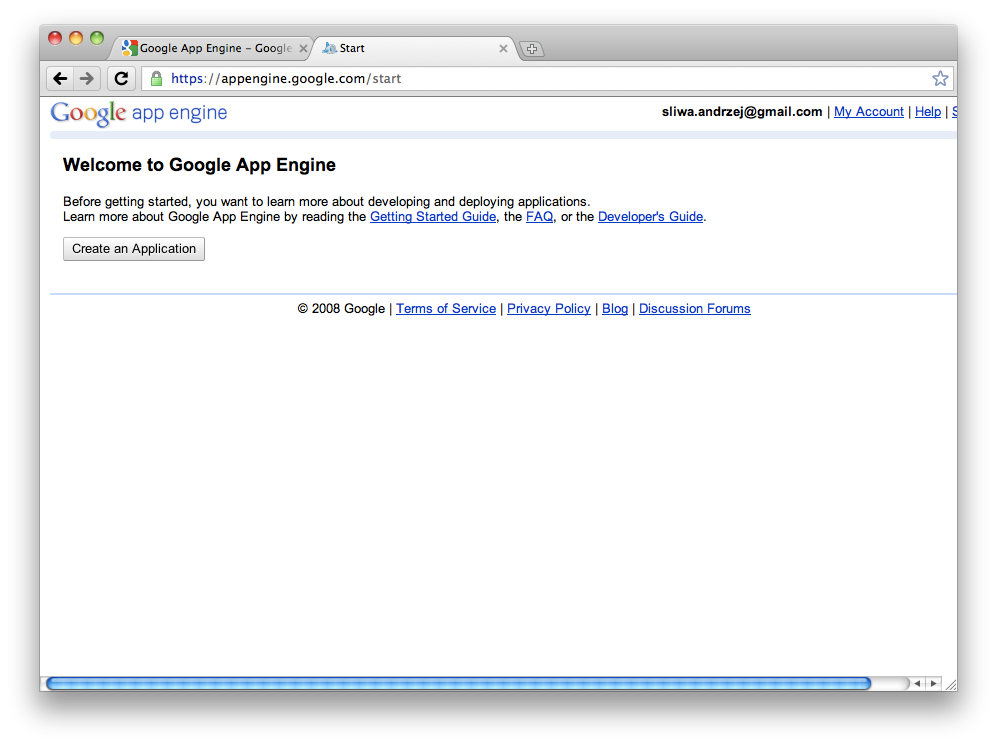 Google App Engine – Google
Start
https://appengine.google.com/start
Google app engine
sliwa.andrzej@gmail.com | My Account | Help |
Welcome to Google App Engine
Before getting started, you want to learn more about developing and deploying applications.
Learn more about Google App Engine by reading the Getting Started Guide, the FAQ, or the Developer's Guide.
Create an Application
© 2008 Google | Terms of Service | Privacy Policy | Blog | Discussion Forums